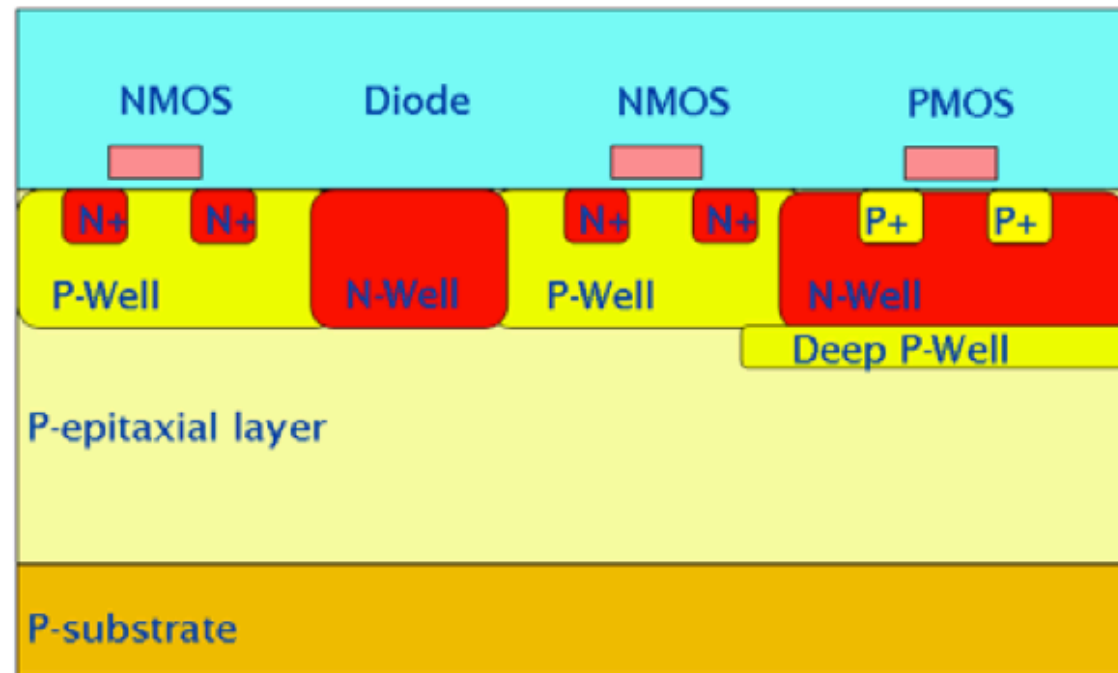 NMOS Diode NMOS PMOS
N+ N+ N+ N+ P+ P+
P-Well N-Well P-Well N-Well
Deep P-Well
P-epitaxial layer
P-substrate